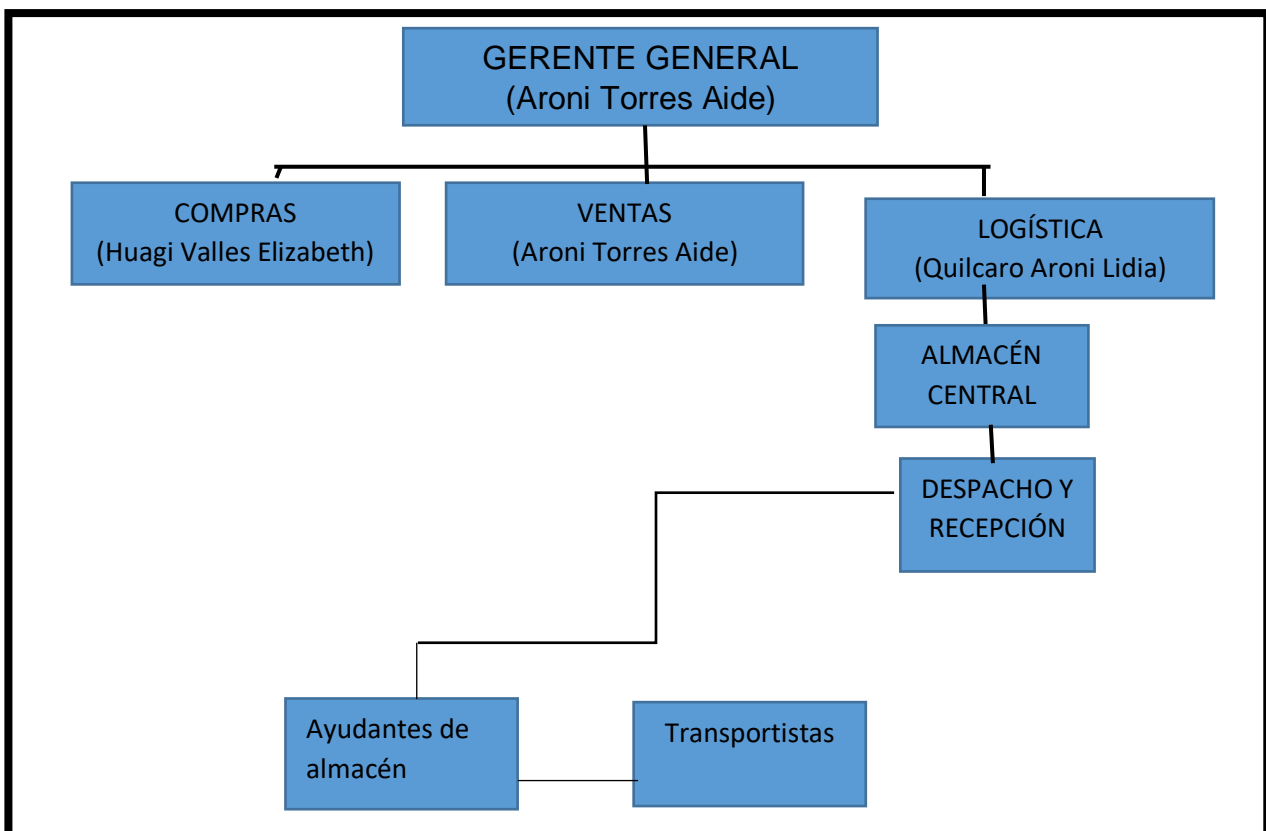 GERENTE GENERAL
(Aroni Torres Aide)
COMPRAS
(Huagi Valles Elizabeth)
VENTAS
(Aroni Torres Aide)
LOGÍSTICA
(Quilcaro Aroni Lidia)
ALMACÉN
CENTRAL
DESPACHO Y
RECEPCIÓN
Ayudantes de
almacén
Transportistas